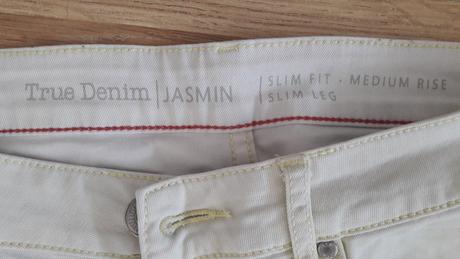 True Denim | JASMIN | SLIM FIT · MEDIUM RISE
SLIM LEG